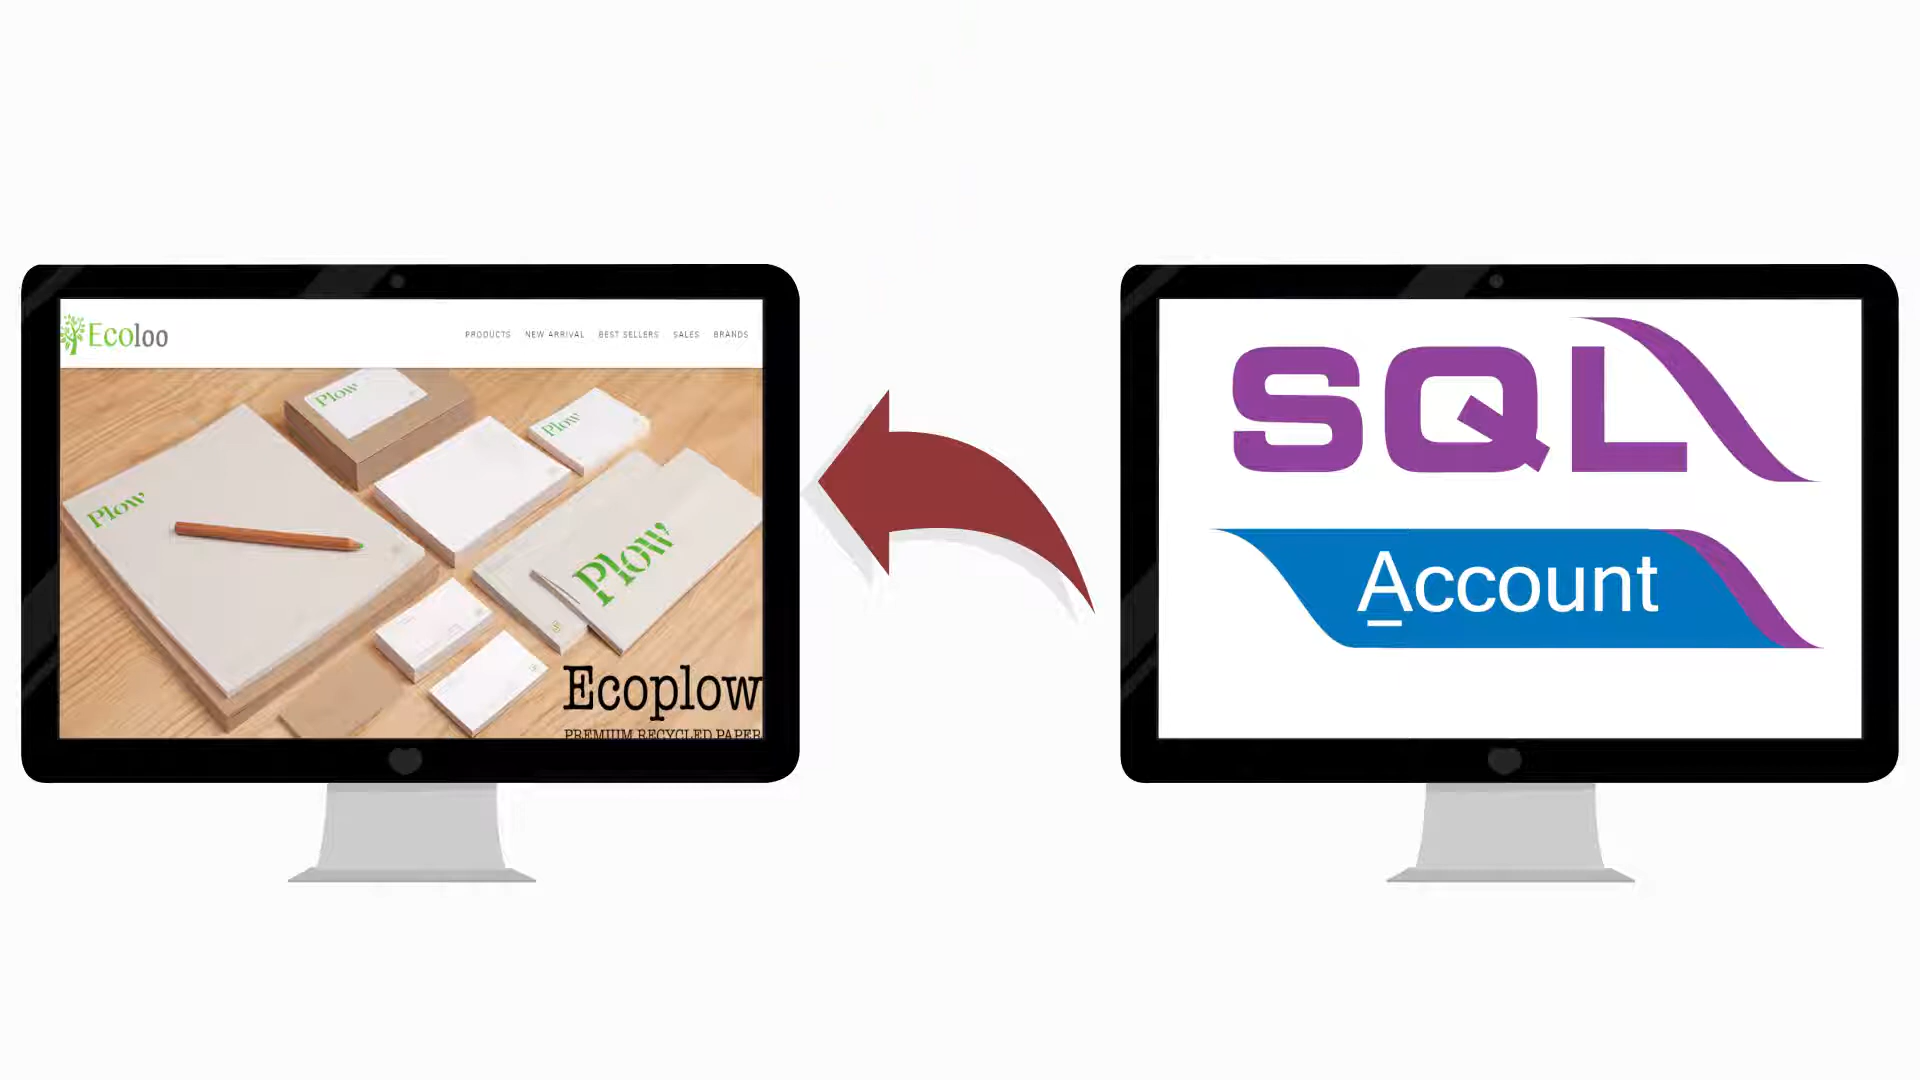 Ecoloo
PRODUCTS NEW ARRIVAL BEST SELLERS SALES BRANDS
Plow
Plow
Plow
Plow
Ecoplow
PREMIUM RECYCLED PAPER
SQL
Account